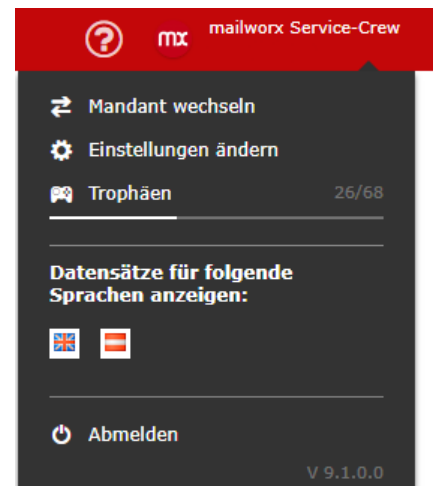 ? mx mailworx Service-Crew
Mandant wechseln
Einstellungen ändern
Trophäen 26/68
Datensätze für folgende
Sprachen anzeigen:
Abmelden
V 9.1.0.0